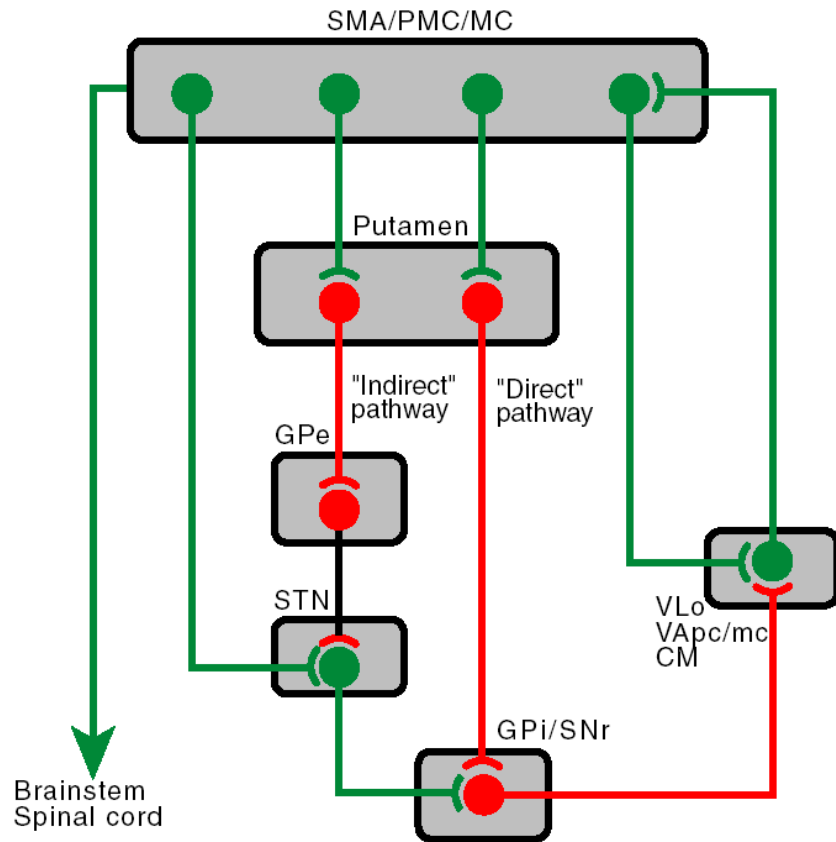 SMA/PMC/MC
Putamen
"Indirect"
pathway
"Direct"
pathway
GPe
STN
VLo
VApc/mc
CM
GPi/SNr
Brainstem
Spinal cord